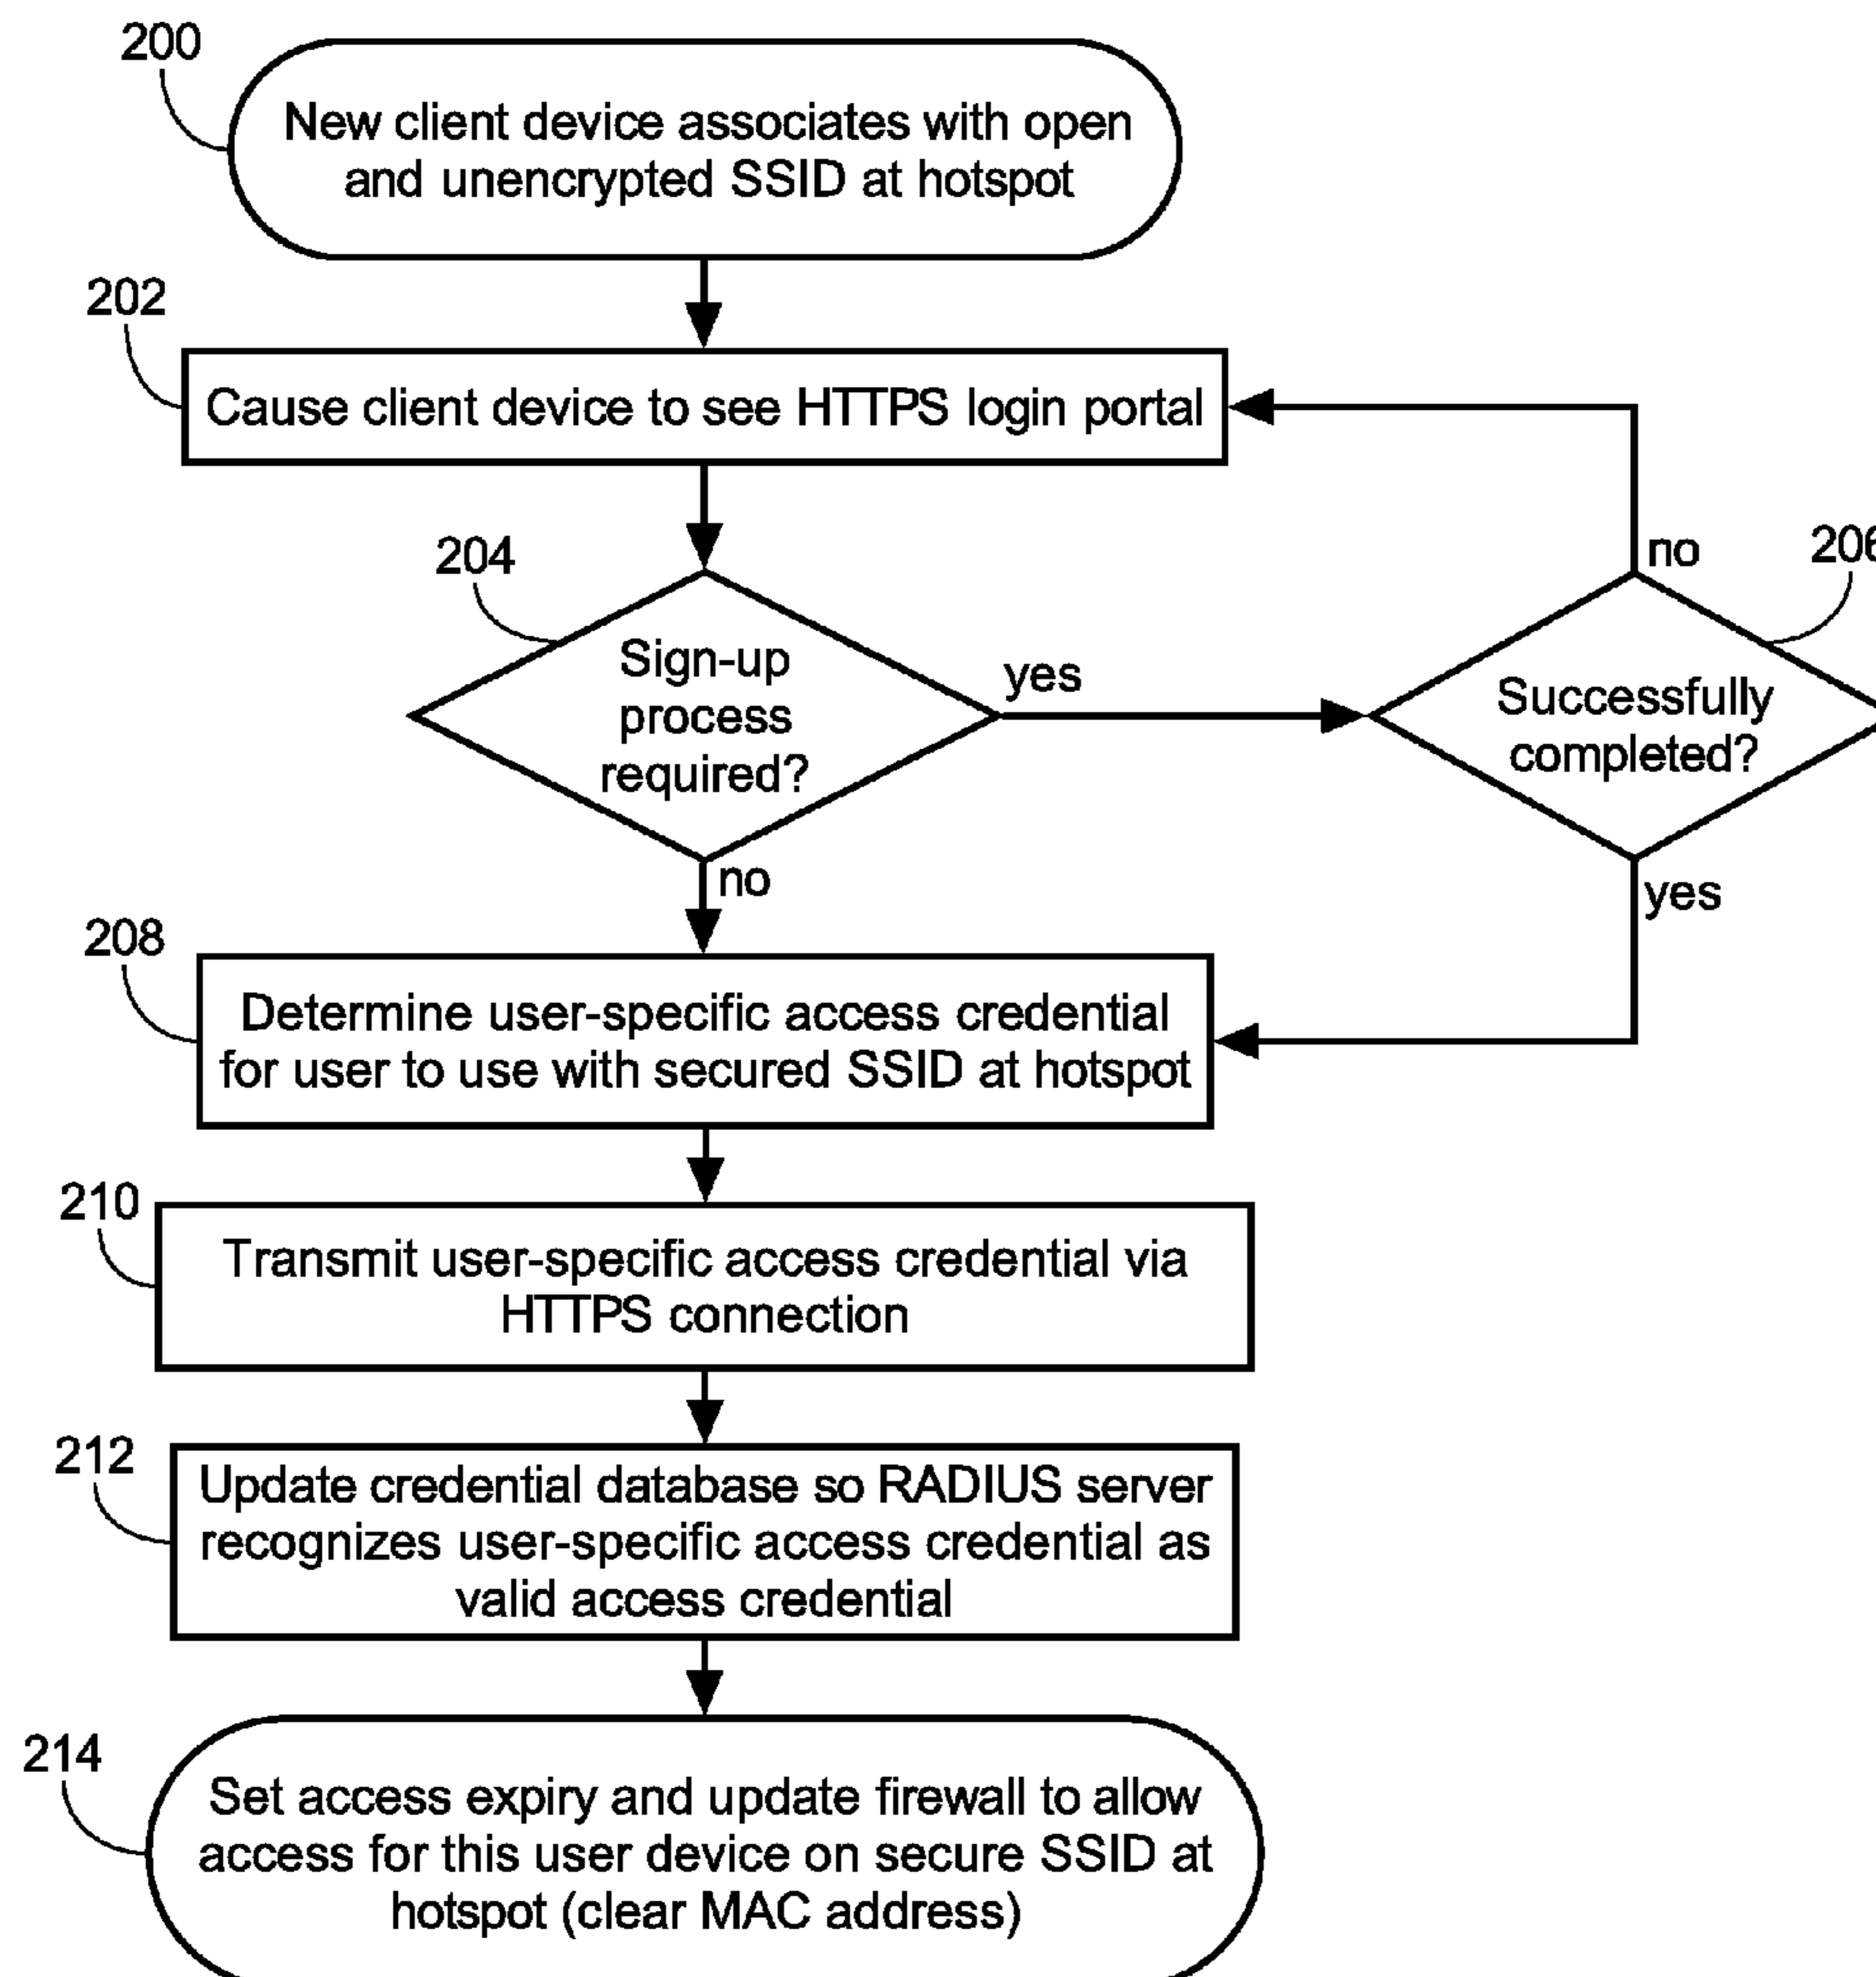 200
New client device associates with open
and unencrypted SSID at hotspot
202
Cause client device to see HTTPS login portal
204
Sign-up
process
required?
yes
no
206
Successfully
completed?
no
yes
208
Determine user-specific access credential
for user to use with secured SSID at hotspot
210
Transmit user-specific access credential via
HTTPS connection
212
Update credential database so RADIUS server
recognizes user-specific access credential as
valid access credential
214
Set access expiry and update firewall to allow
access for this user device on secure SSID at
hotspot (clear MAC address)